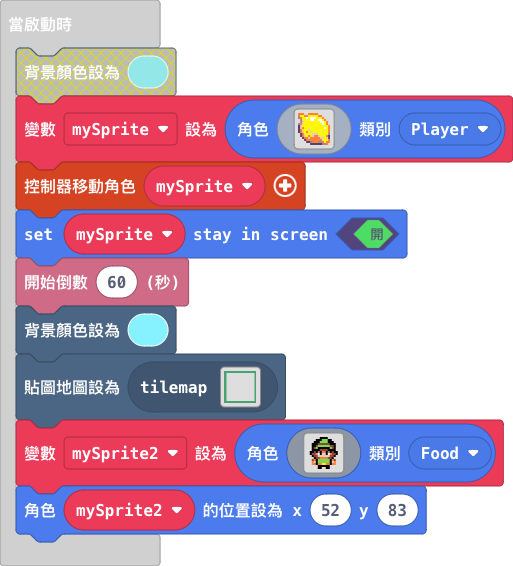 當啟動時
背景顏色設為
變數 mySprite 設為 角色 類別 Player
控制器移動角色 mySprite
set mySprite stay in screen 開
開始倒數 60 (秒)
背景顏色設為
貼圖地圖設為 tilemap
變數 mySprite2 設為 角色 類別 Food
角色 mySprite2 的位置設為 x 52 y 83